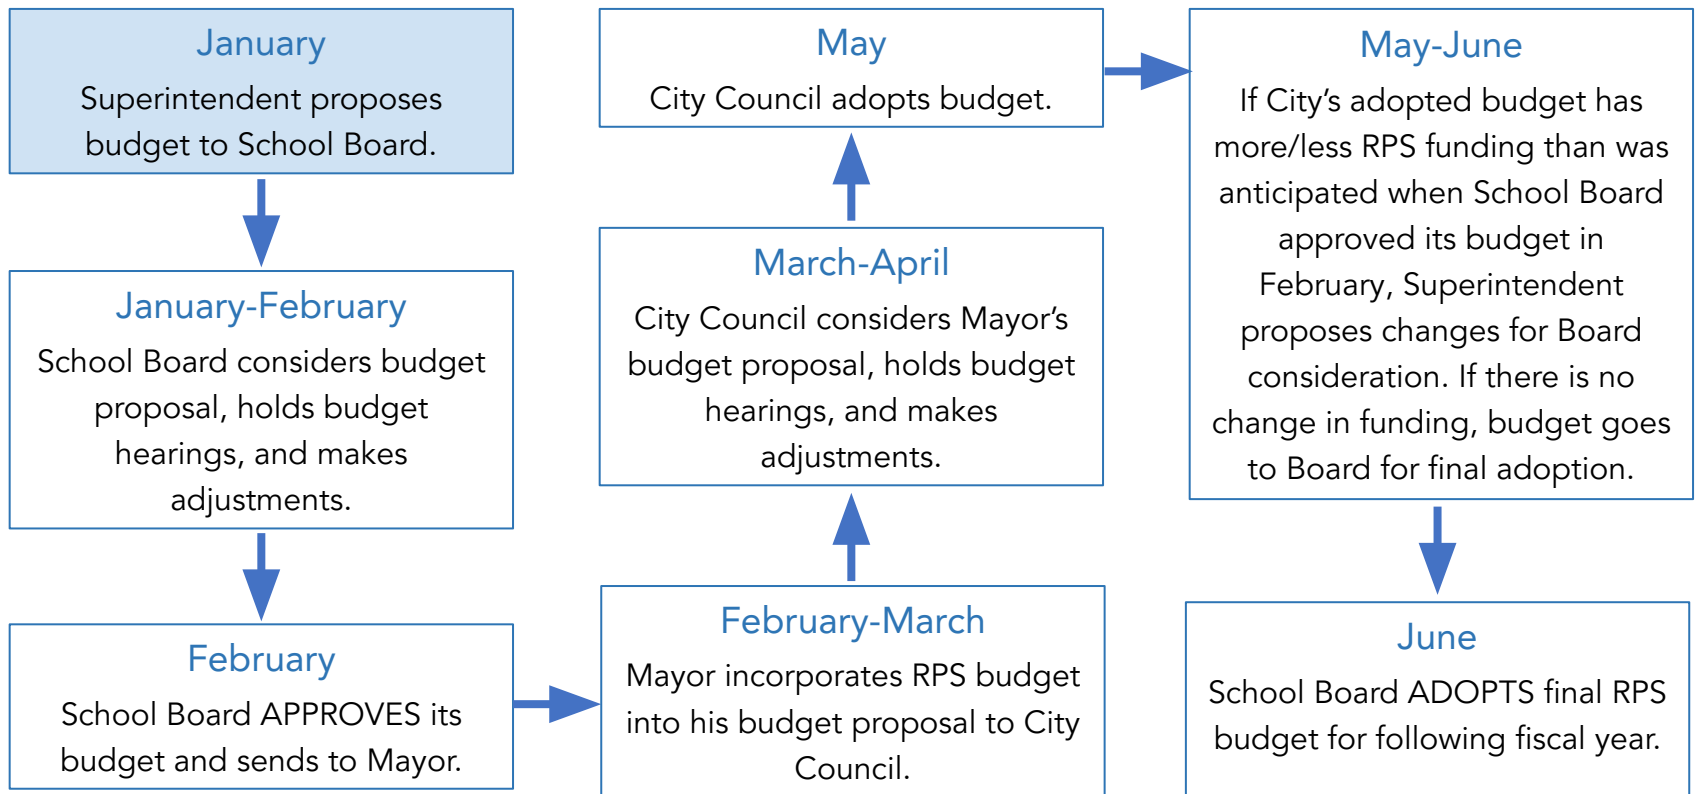 January
Superintendent proposes
budget to School Board.
January-February
School Board considers budget
proposal, holds budget
hearings, and makes
adjustments.
February
School Board APPROVES its
budget and sends to Mayor.
February-March
Mayor incorporates RPS budget
into his budget proposal to City
Council.
March-April
City Council considers Mayor’s
budget proposal, holds budget
hearings, and makes
adjustments.
May
City Council adopts budget.
May-June
If City’s adopted budget has
more/less RPS funding than was
anticipated when School Board
approved its budget in
February, Superintendent
proposes changes for Board
consideration. If there is no
change in funding, budget goes
to Board for final adoption.
June
School Board ADOPTS final RPS
budget for following fiscal year.